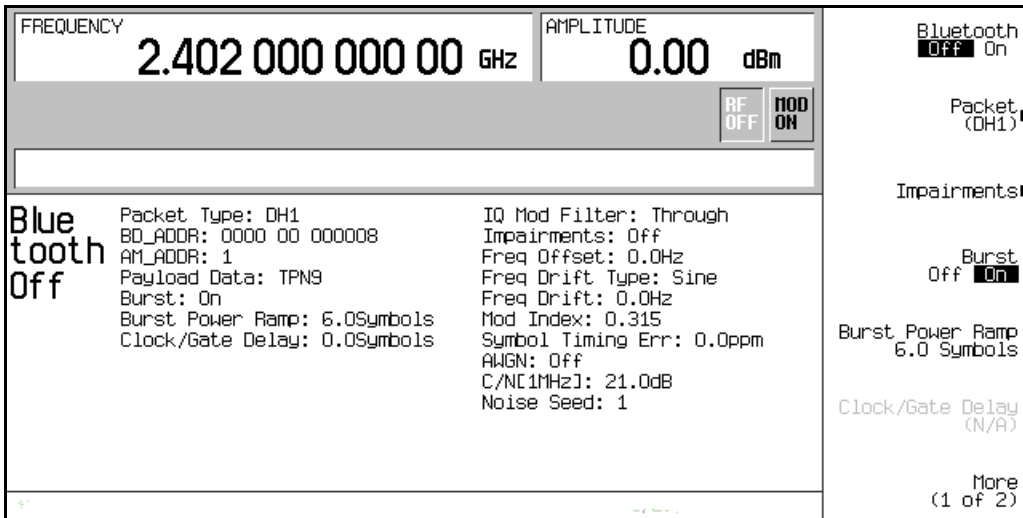 FREQUENCY
2.402 000 000 00 GHz
AMPLITUDE
0.00 dBm
RF OFF
MOD ON
Blue
tooth
Off
Packet Type: DH1
BD_ADDR: 0000 00 000008
AM_ADDR: 1
Payload Data: TPN9
Burst: On
Burst Power Ramp: 6.0Symbols
Clock/Gate Delay: 0.0Symbols
IQ Mod Filter: Through
Impairments: Off
Freq Offset: 0.0Hz
Freq Drift Type: Sine
Freq Drift: 0.0Hz
Mod Index: 0.315
Symbol Timing Err: 0.0ppm
AWGN: Off
C/N[1MHz]: 21.0dB
Noise Seed: 1
Bluetooth
Off On
Packet
(DH1)
Impairments
Burst
Off On
Burst Power Ramp
6.0 Symbols
Clock/Gate Delay
(N/A)
More
(1 of 2)